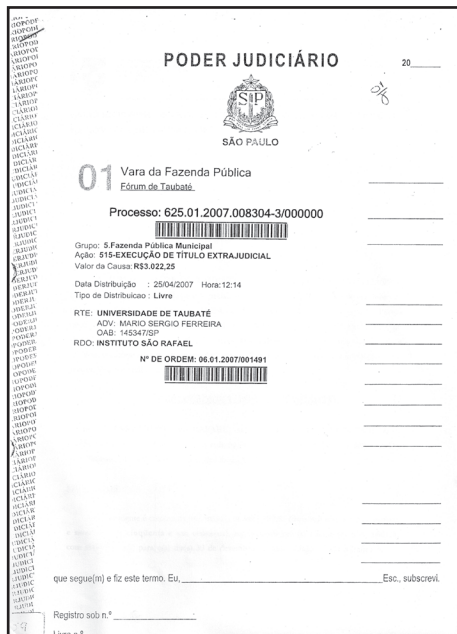 PODER JUDICIÁRIO
20
SP
SÃO PAULO
01 Vara da Fazenda Pública
Fórum de Taubaté
Processo: 625.01.2007.008304-3/000000
Grupo: 5.Fazenda Pública Municipal
Ação: 515-EXECUÇÃO DE TÍTULO EXTRAJUDICIAL
Valor da Causa: R$3.022,25
Data Distribuição : 25/04/2007 Hora:12:14
Tipo de Distribuicao : Livre
RTE: UNIVERSIDADE DE TAUBATÉ
ADV: MARIO SERGIO FERREIRA
OAB: 145347/SP
RDO: INSTITUTO SÃO RAFAEL
Nº DE ORDEM: 06.01.2007/001491
que segue(m) e fiz este termo. Eu, Esc., subscrevi.
Registro sob n.º